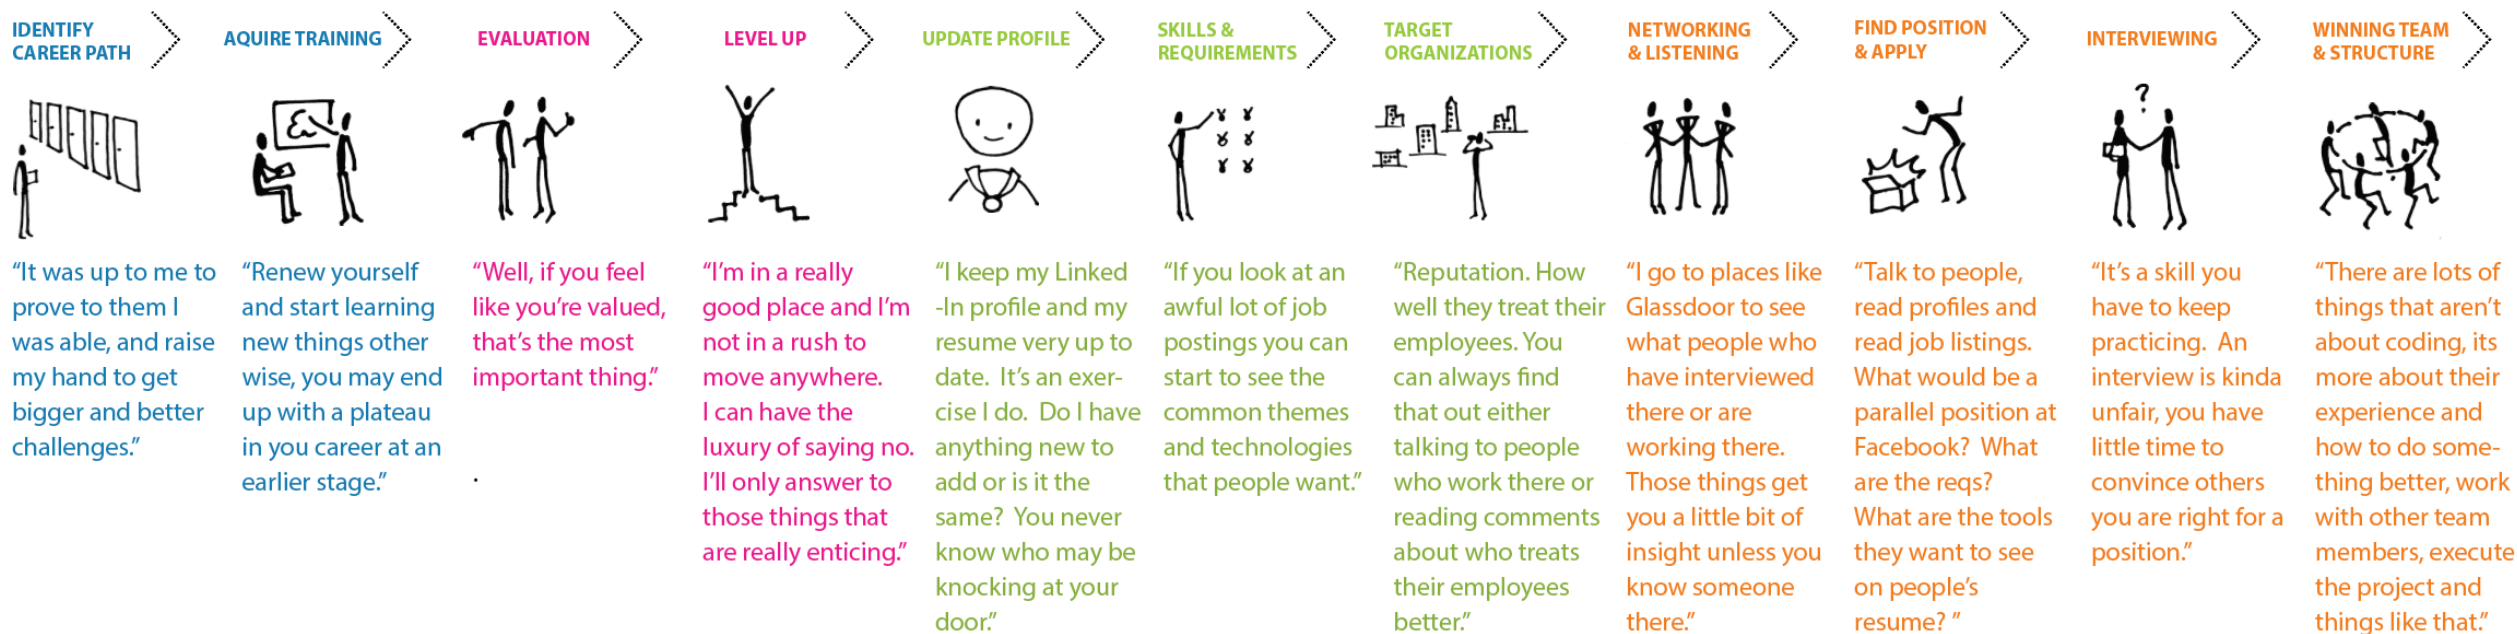 IDENTIFY
CAREER PATH
AQUIRE TRAINING
EVALUATION
LEVEL UP
UPDATE PROFILE
SKILLS &
REQUIREMENTS
TARGET
ORGANIZATIONS
NETWORKING
& LISTENING
FIND POSITION
& APPLY
INTERVIEWING
WINNING TEAM
& STRUCTURE
?
“It was up to me to
prove to them I
was able, and raise
my hand to get
bigger and better
challenges.”
“Renew yourself
and start learning
new things other
wise, you may end
up with a plateau
in you career at an
earlier stage.”
“Well, if you feel
like you’re valued,
that’s the most
important thing.”
.
“I’m in a really
good place and I’m
not in a rush to
move anywhere.
I can have the
luxury of saying no.
I’ll only answer to
those things that
are really enticing.”
“I keep my Linked
-In profile and my
resume very up to
date.  It’s an exer-
cise I do.  Do I have
anything new to
add or is it the
same?  You never
know who may be
knocking at your
door.”
“If you look at an
awful lot of job
postings you can
start to see the
common themes
and technologies
that people want.”
“Reputation. How
well they treat their
employees. You
can always find
that out either
talking to people
who work there or
reading comments
about who treats
their employees
better.”
“I go to places like
Glassdoor to see
what people who
have interviewed
there or are
working there.
Those things get
you a little bit of
insight unless you
know someone
there.”
“Talk to people,
read profiles and
read job listings.
What would be a
parallel position at
Facebook?  What
are the reqs?
What are the tools
they want to see
on people’s
resume? ”
“It’s a skill you
have to keep
practicing.  An
interview is kinda
unfair, you have
little time to
convince others
you are right for a
position.”
“There are lots of
things that aren’t
about coding, its
more about their
experience and
how to do some-
thing better, work
with other team
members, execute
the project and
things like that.”